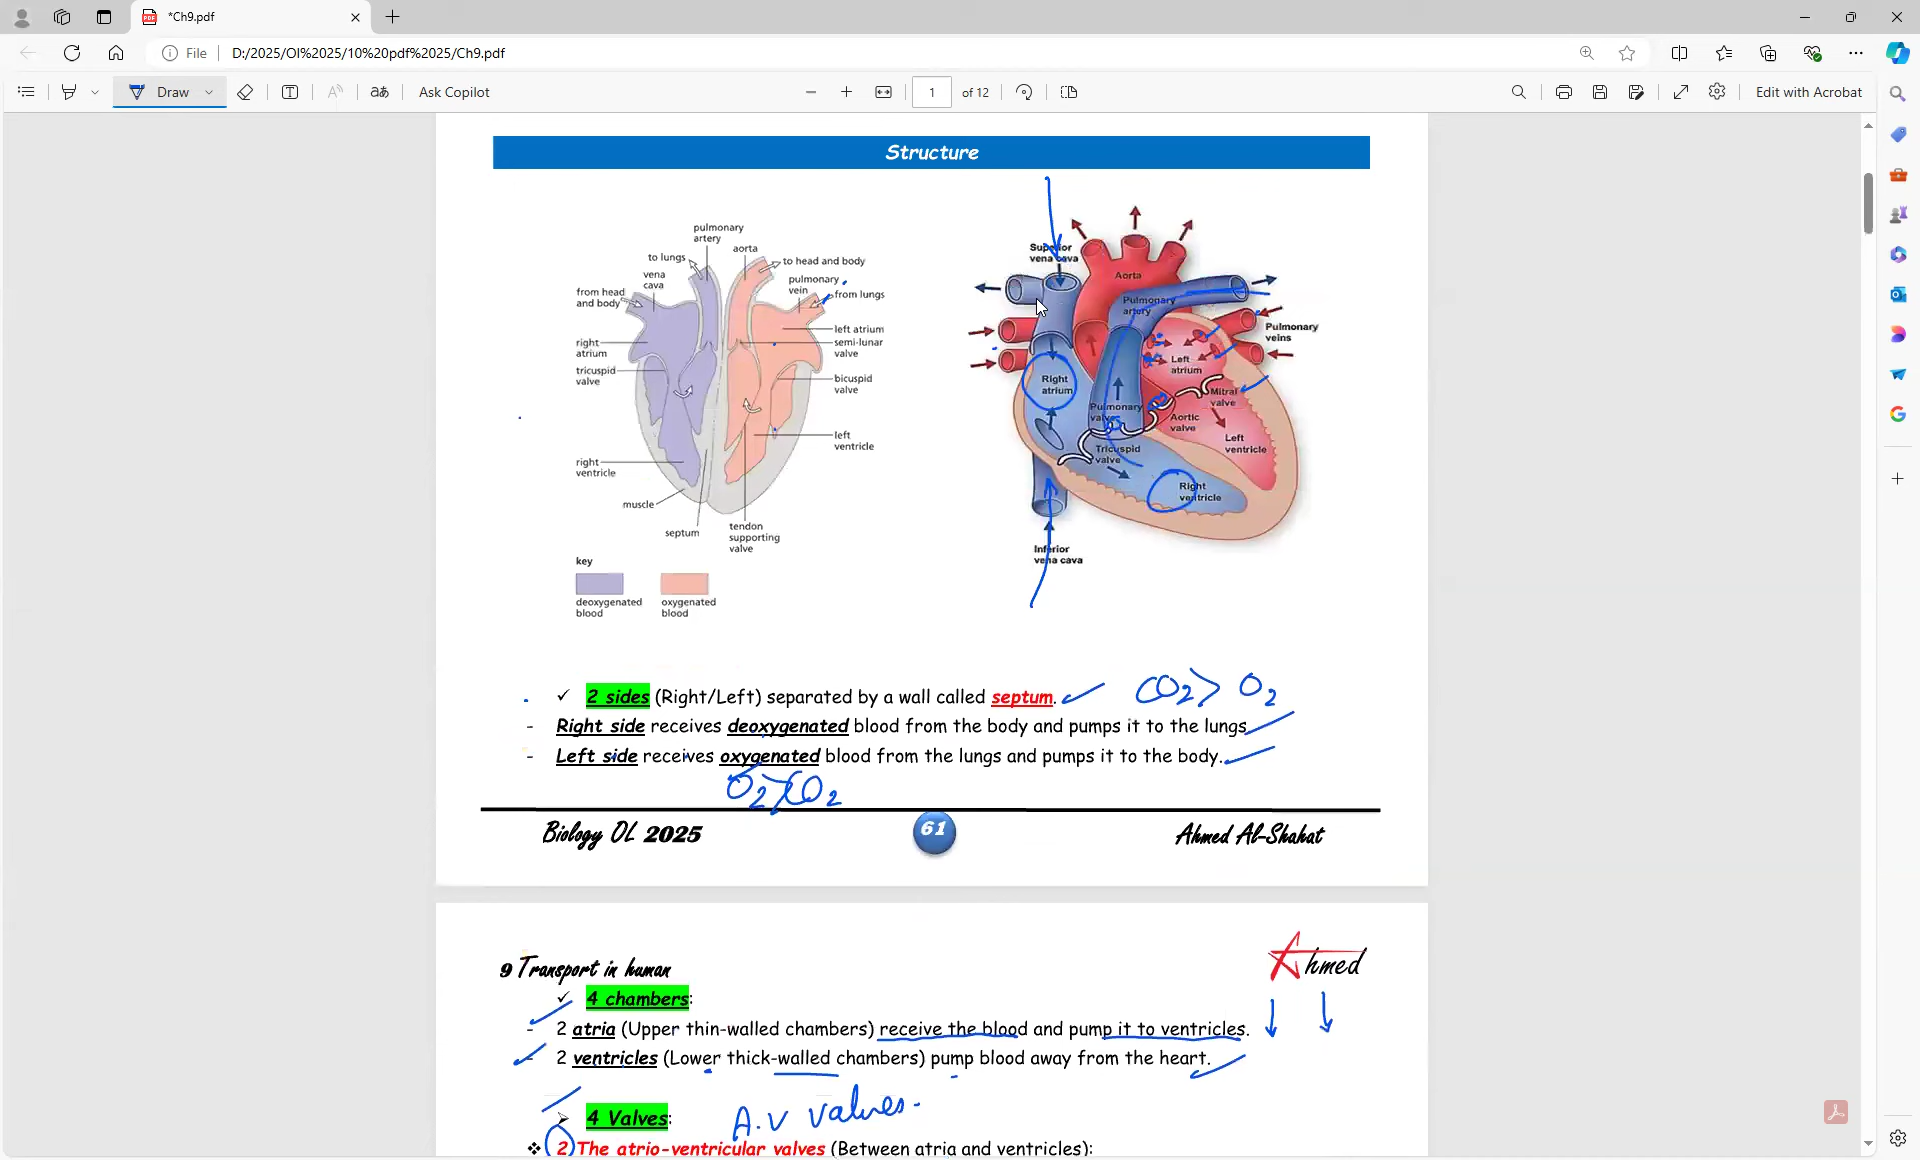 *Ch9.pdf
File
D:/2025/Ol%2025/10%20pdf%2025/Ch9.pdf
Draw
aあ
Ask Copilot
1
of 12
Edit with Acrobat
Structure
pulmonary
artery
aorta
to lungs
to head and body
vena
cava
pulmonary
vein
from head
and body
from lungs
left atrium
right
atrium
semi-lunar
valve
tricuspid
valve
bicuspid
valve
left
ventricle
right
ventricle
muscle
septum
tendon
supporting
valve
key
deoxygenated
blood
oxygenated
blood
Superior
vena cava
Aorta
Pulmonary
artery
Pulmonary
veins
Left
atrium
Right
atrium
Mitral
valve
Pulmonary
valve
Aortic
valve
Left
ventricle
Tricuspid
valve
Right
ventricle
Inferior
vena cava
✓ 2 sides (Right/Left) separated by a wall called septum.
CO2 > O2
- Right side receives deoxygenated blood from the body and pumps it to the lungs
- Left side receives oxygenated blood from the lungs and pumps it to the body.
O2 > CO2
Biology OL 2025
61
Ahmed Al-Shahat
9 Transport in human
Ahmed
✓ 4 chambers:
- 2 atria (Upper thin-walled chambers) receive the blood and pump it to ventricles.
- 2 ventricles (Lower thick-walled chambers) pump blood away from the heart.
➢ 4 Valves:
A.V valves.
❖ 2 The atrio-ventricular valves (Between atria and ventricles):